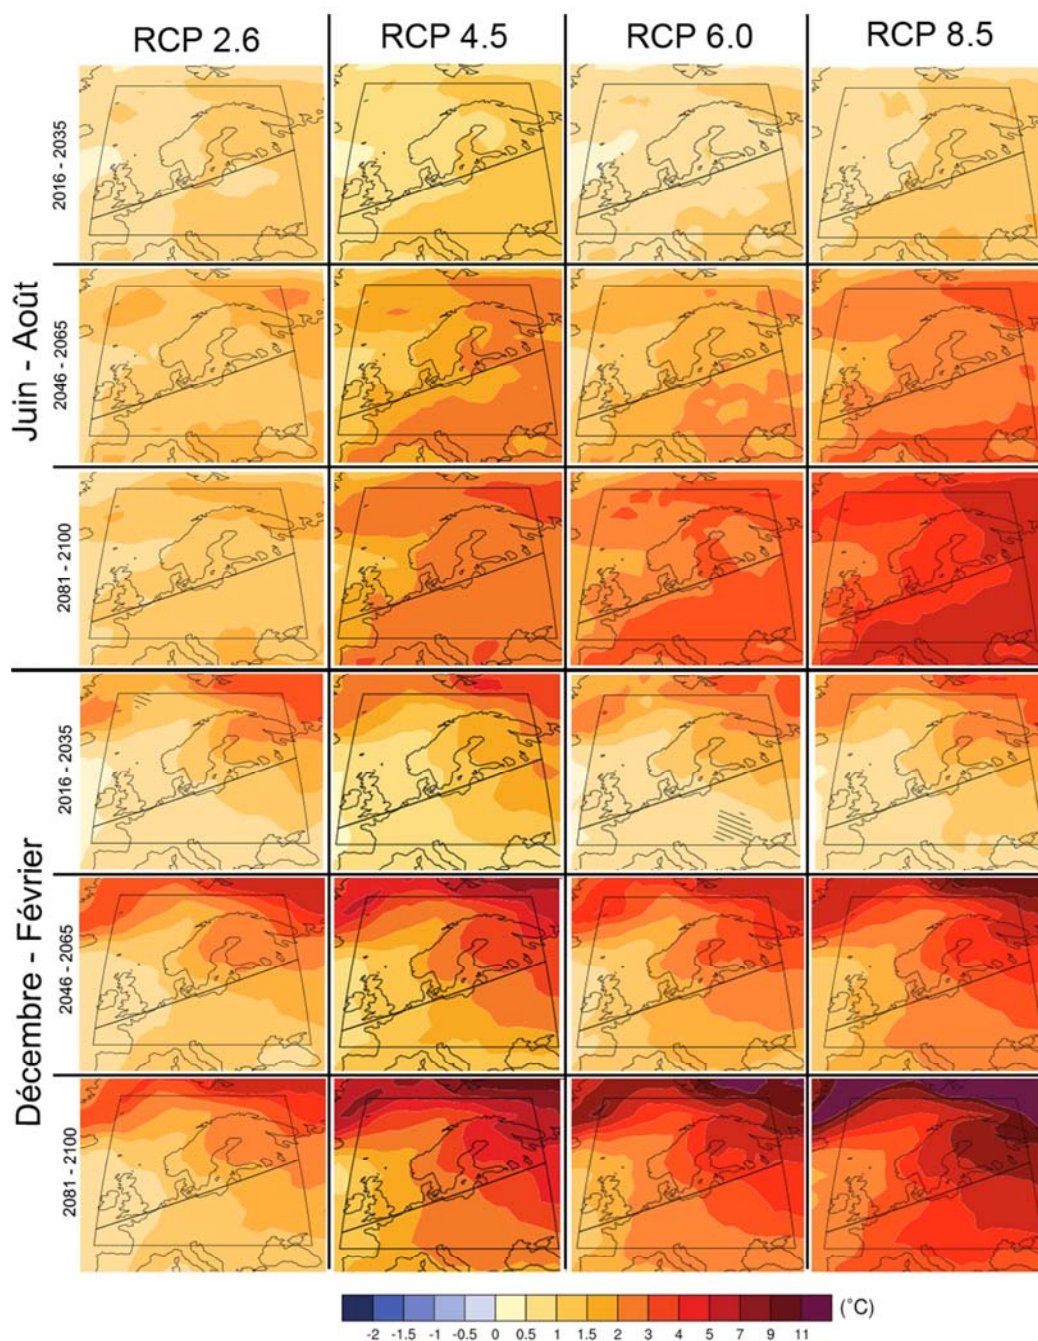 RCP 2.6 RCP 4.5 RCP 6.0 RCP 8.5
Juin - Août
2016 - 2035
2046 - 2065
2081 - 2100
Décembre - Février
2016 - 2035
2046 - 2065
2081 - 2100
-2 -1.5 -1 -0.5 0 0.5 1 1.5 2 3 4 5 7 9 11 (°C)